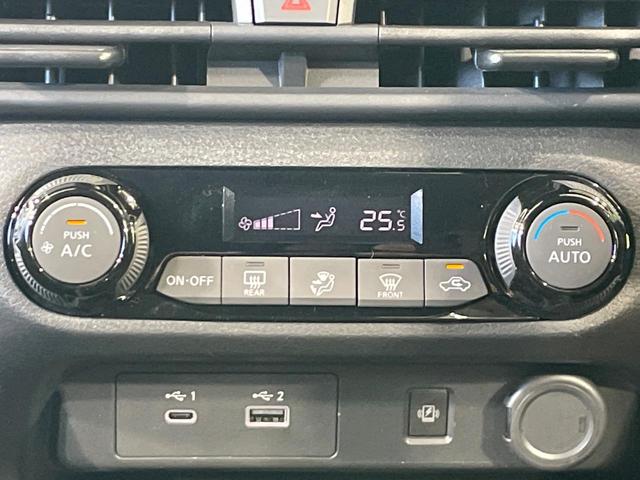 25.5°C
PUSH
A/C
PUSH
AUTO
ON·OFF
REAR
FRONT
1
2